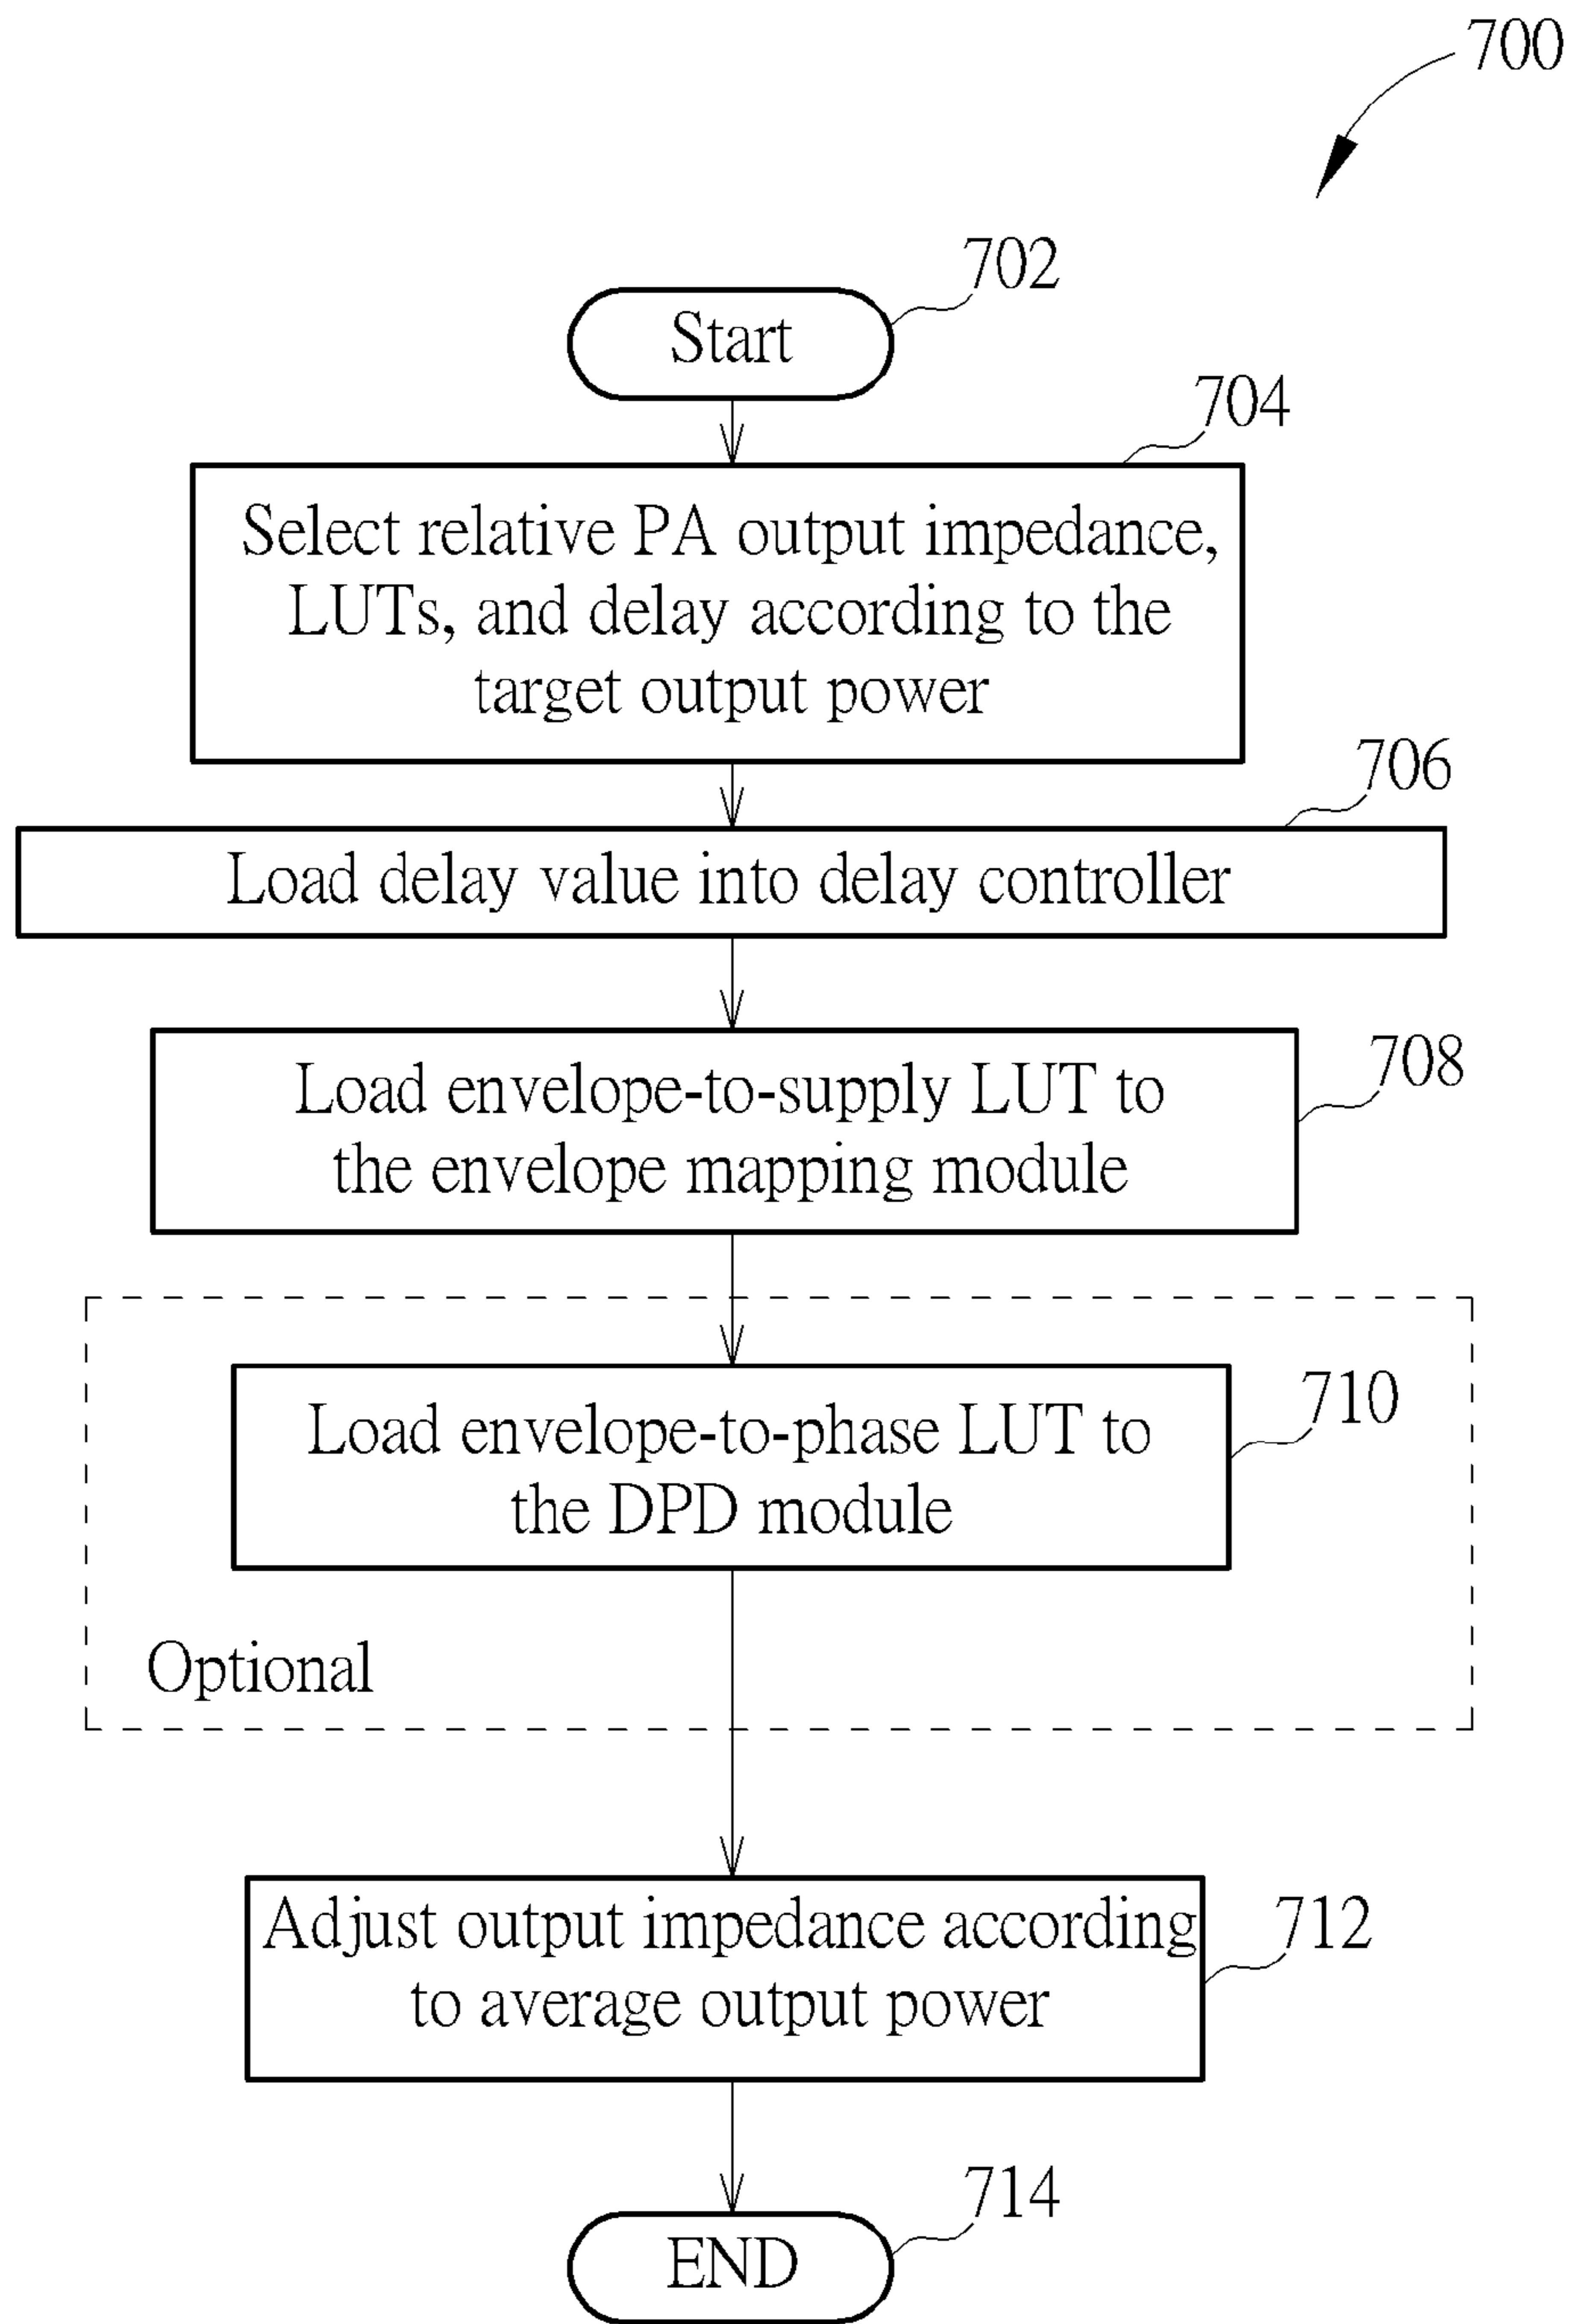 700
702
Start
704
Select relative PA output impedance,
LUTs, and delay according to the
target output power
706
Load delay value into delay controller
708
Load envelope-to-supply LUT to
the envelope mapping module
710
Load envelope-to-phase LUT to
the DPD module
Optional
712
Adjust output impedance according
to average output power
714
END